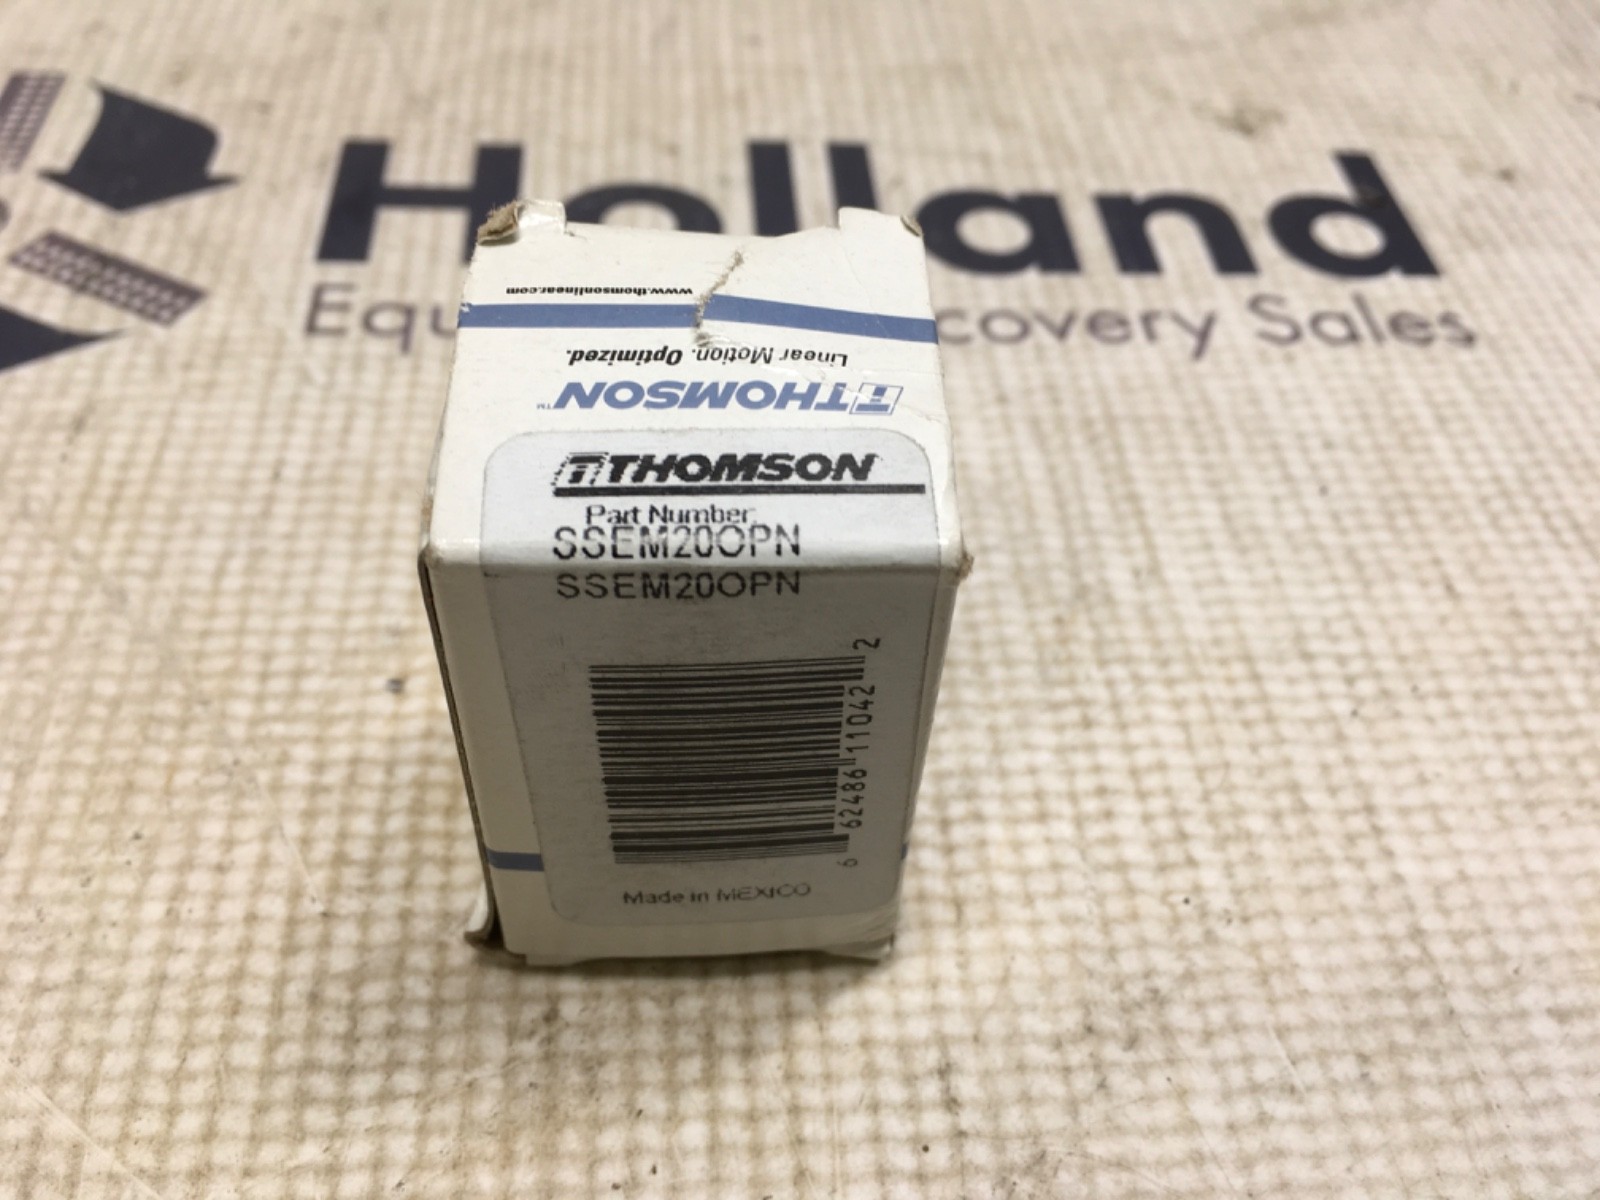 Holland
Equ covery Sales
www.thomsonlinear.com
Linear Motion. Optimized.
THOMSON™
THOMSON
Part Number:
SSEM20OPN
SSEM20OPN
6 62486 11042 2
Made in MEXICO